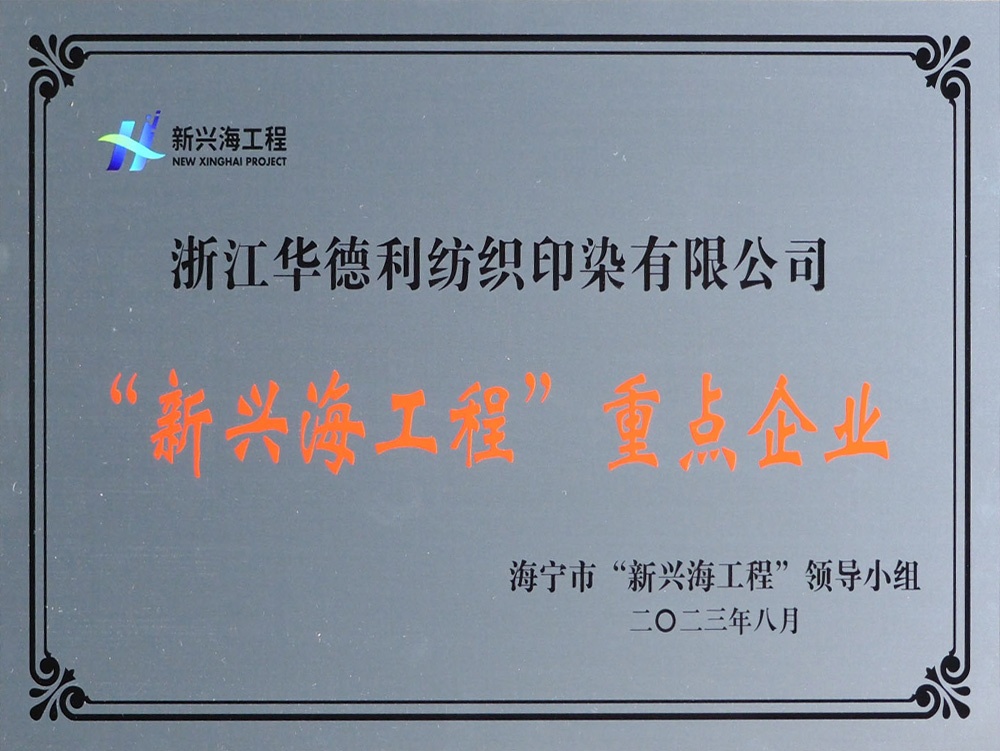 新兴海工程
NEW XINGHAI PROJECT
浙江华德利纺织印染有限公司
“新兴海工程”重点企业
海宁市“新兴海工程”领导小组
二〇二三年八月